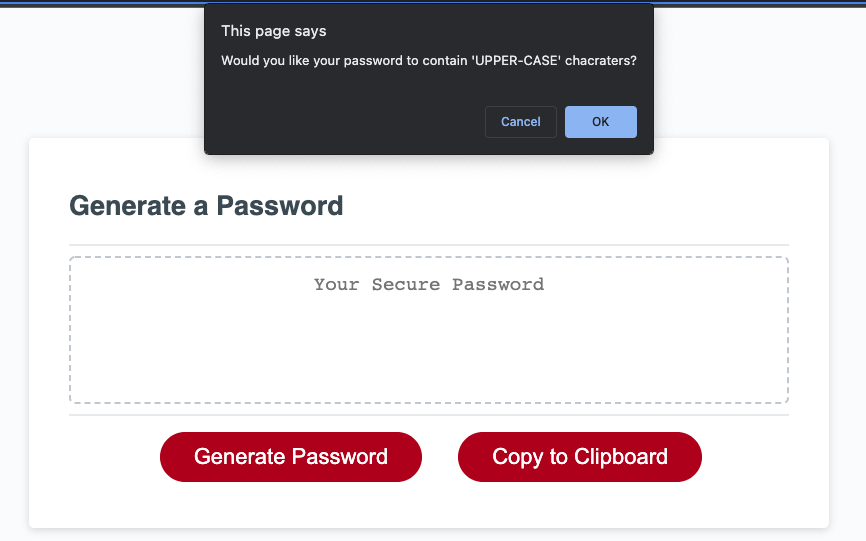 This page says
Would you like your password to contain 'UPPER-CASE' chacraters?
Cancel
OK
Generate a Password
Your Secure Password
Generate Password
Copy to Clipboard